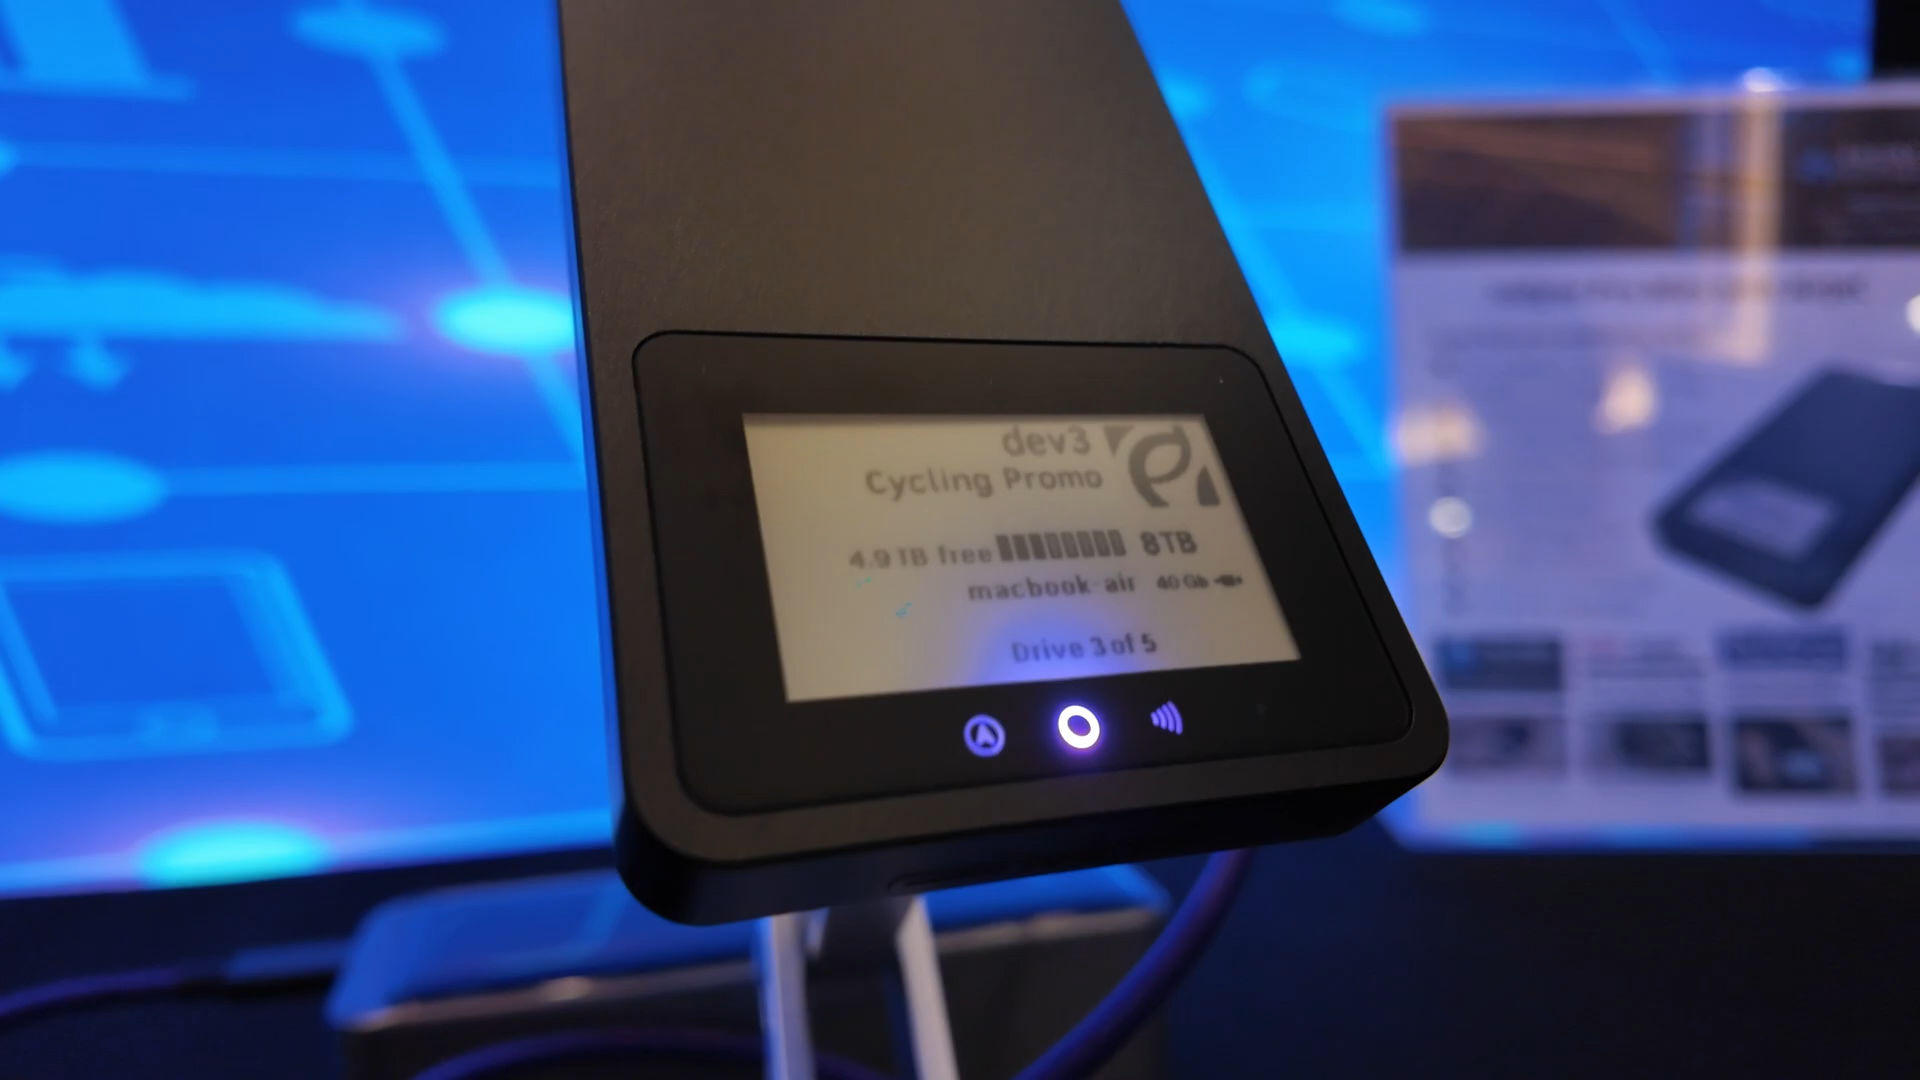 dev3
Cycling Promo
4.9 TB free 8TB
macbook-air 40 Gb
Drive 3 of 5